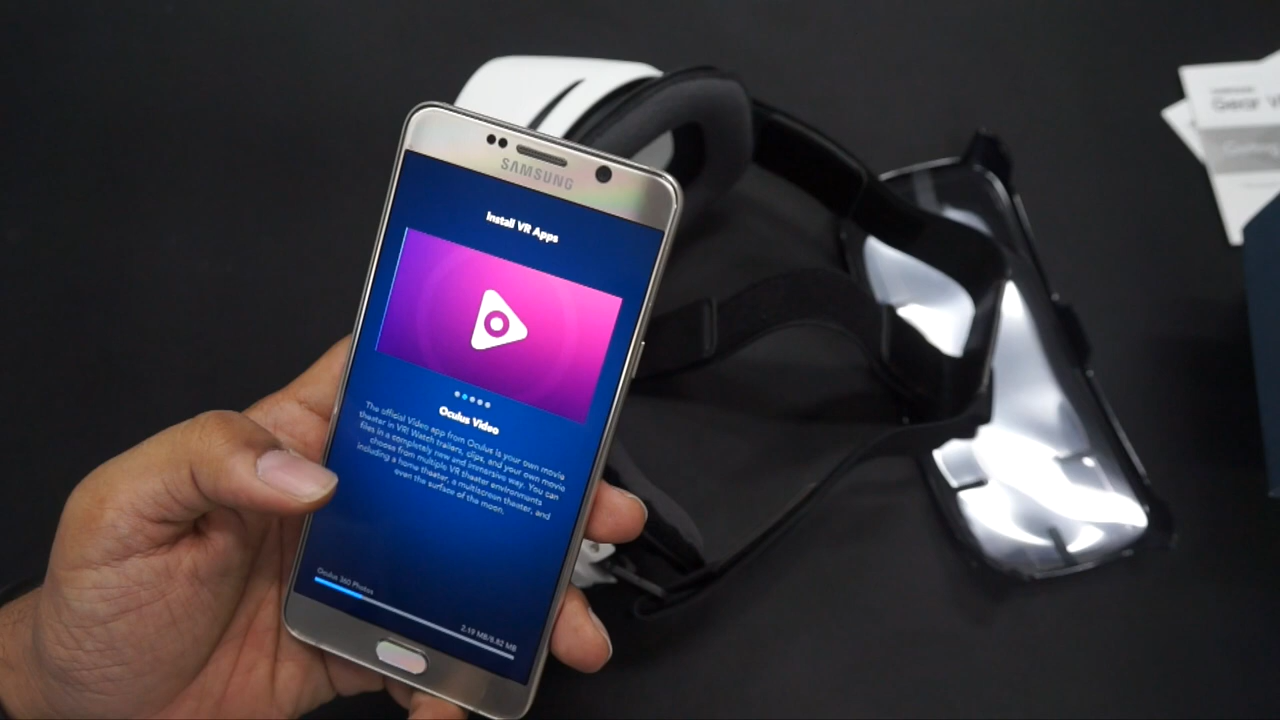 SAMSUNG
Install VR Apps
Oculus Video
The official Video app from Oculus is your own movie
theater in VR! Watch trailers, clips, and your own movie
files in a completely new and immersive way. You can
choose from multiple VR theater environments
including a home theater, a multiscreen theater, and
even the surface of the moon.
Oculus 360 Photos
2.19 MB/8.82 MB
Gear